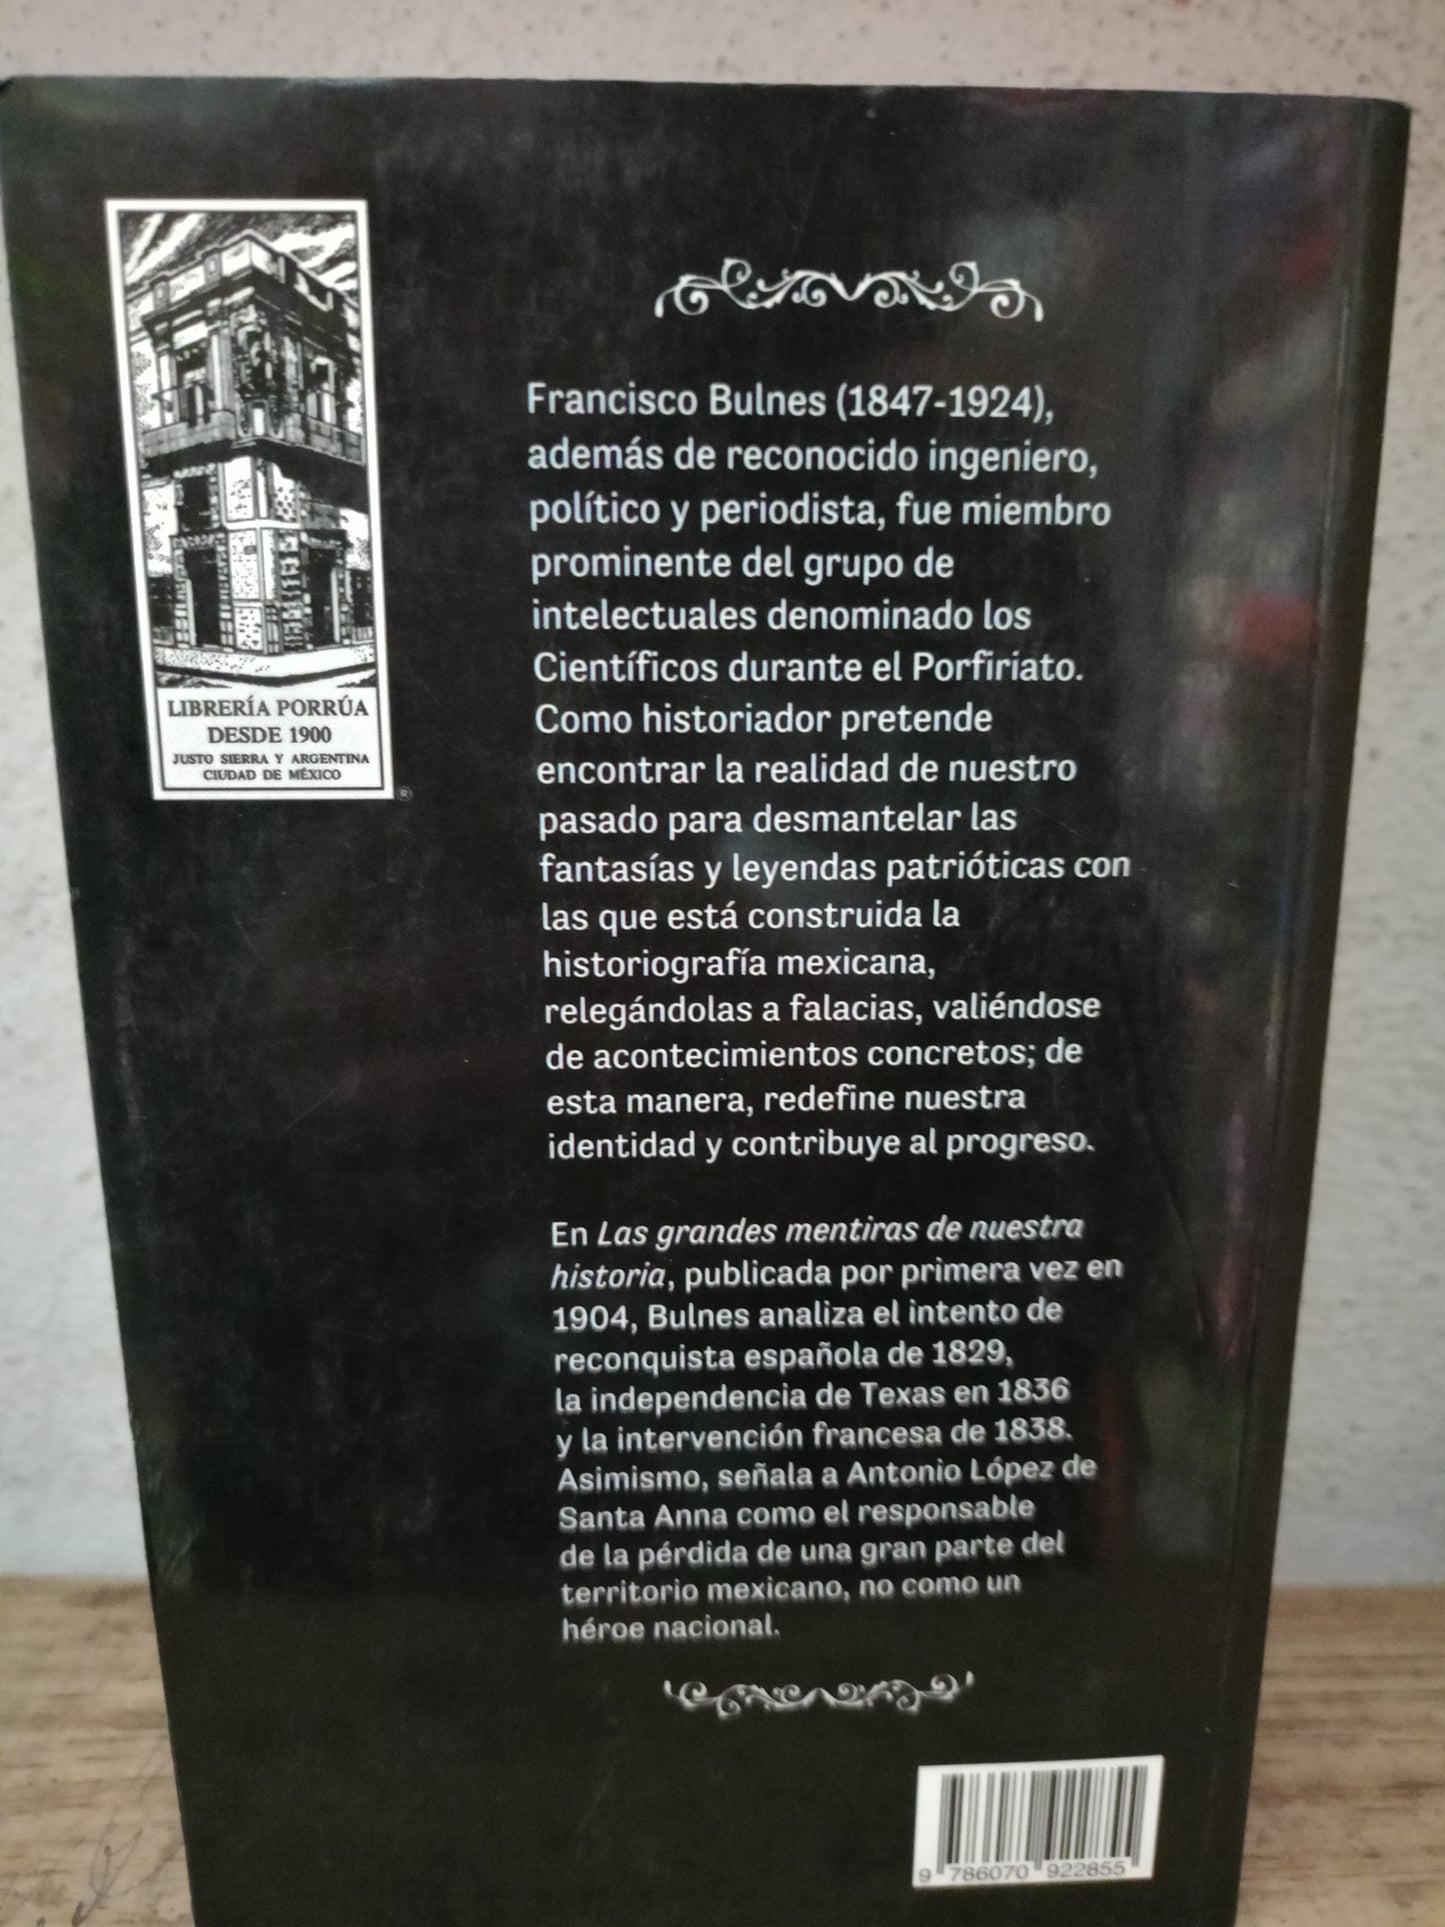 LIBRERÍA PORRÚA
DESDE 1900
JUSTO SIERRA Y ARGENTINA
CIUDAD DE MÉXICO
®
Francisco Bulnes (1847-1924),
además de reconocido ingeniero,
político y periodista, fue miembro
prominente del grupo de
intelectuales denominado los
Científicos durante el Porfiriato.
Como historiador pretende
encontrar la realidad de nuestro
pasado para desmantelar las
fantasías y leyendas patrióticas con
las que está construida la
historiografía mexicana,
relegándolas a falacias, valiéndose
de acontecimientos concretos; de
esta manera, redefine nuestra
identidad y contribuye al progreso.
En Las grandes mentiras de nuestra
historia, publicada por primera vez en
1904, Bulnes analiza el intento de
reconquista española de 1829,
la independencia de Texas en 1836
y la intervención francesa de 1838.
Asimismo, señala a Antonio López de
Santa Anna como el responsable
de la pérdida de una gran parte del
territorio mexicano, no como un
héroe nacional.
9 786070 922855